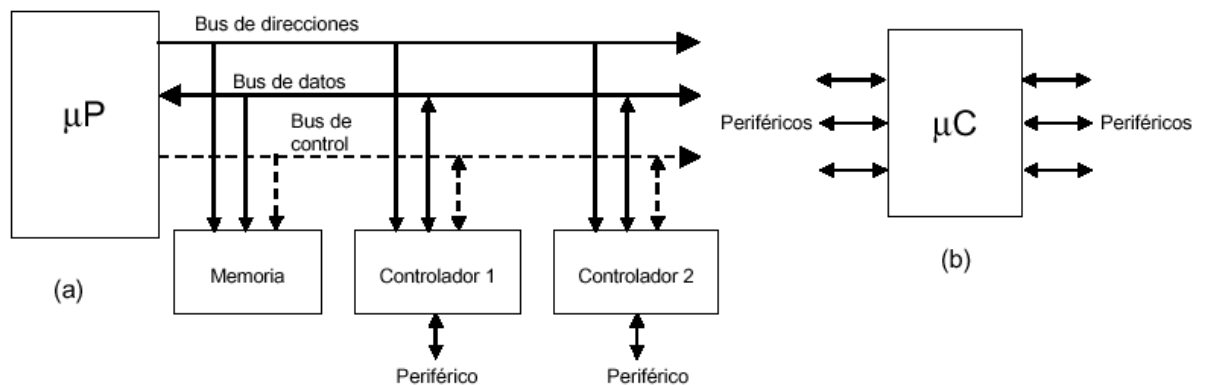 Bus de direcciones
Bus de datos
μP
Bus de
control
Memoria
Controlador 1
Controlador 2
(a)
Periférico
Periférico
μC
Periféricos
Periféricos
(b)